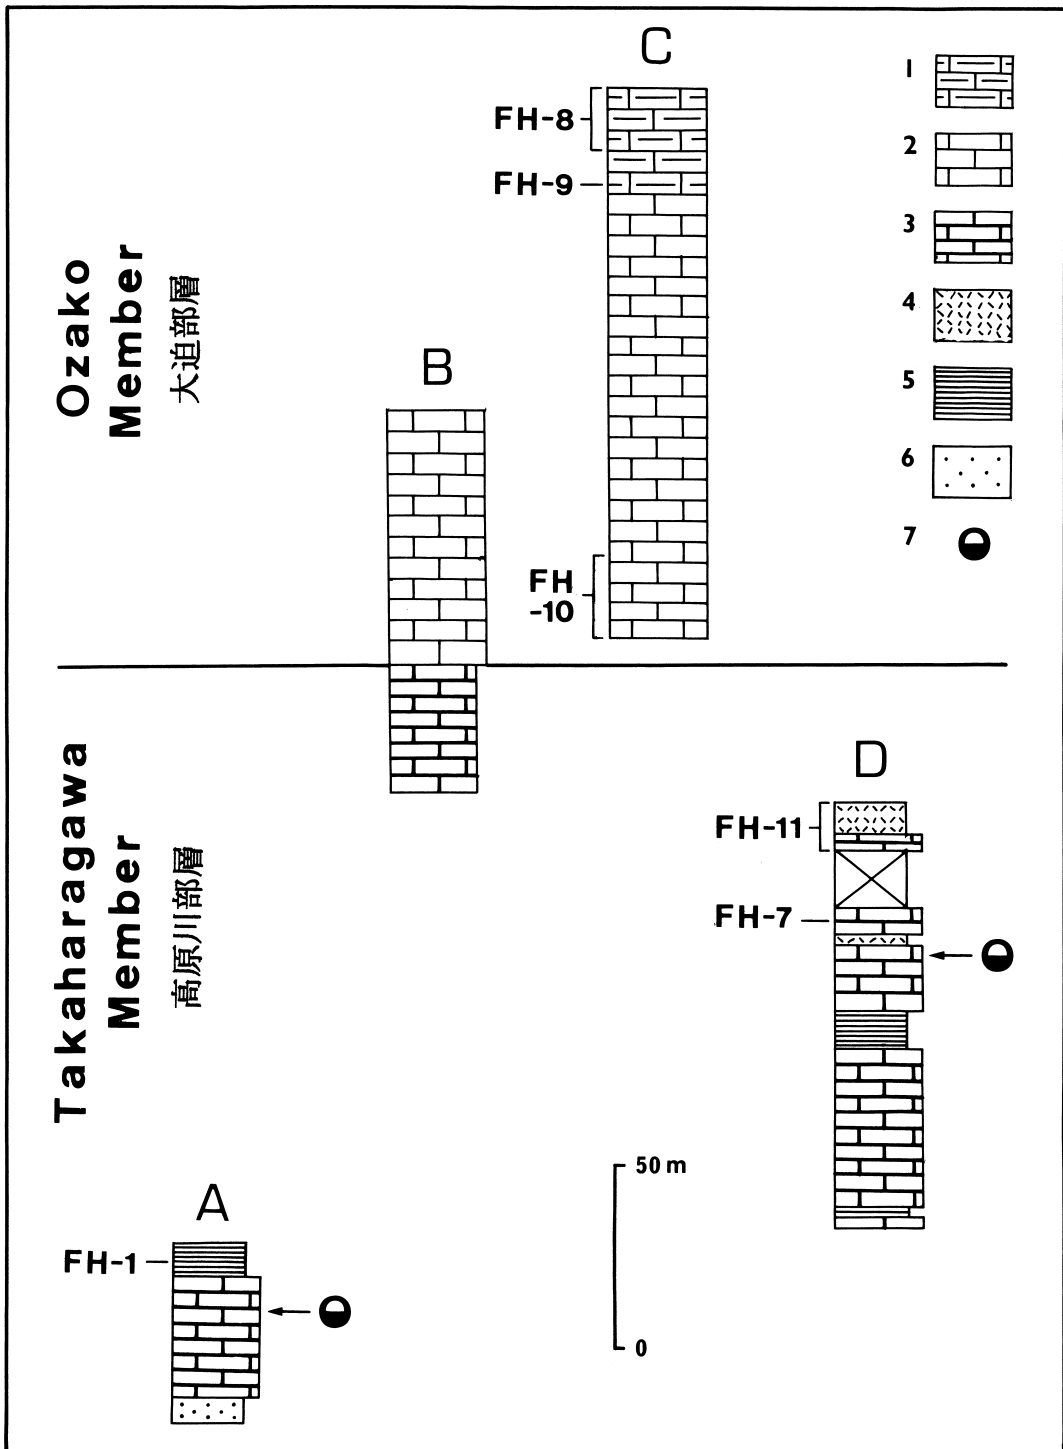 C
FH-8
FH-9
FH
-10
1
2
3
4
5
6
7
Ozako
Member
大迫部層
B
Takaharagawa
Member
高原川部層
D
FH-11
FH-7
50 m
0
A
FH-1